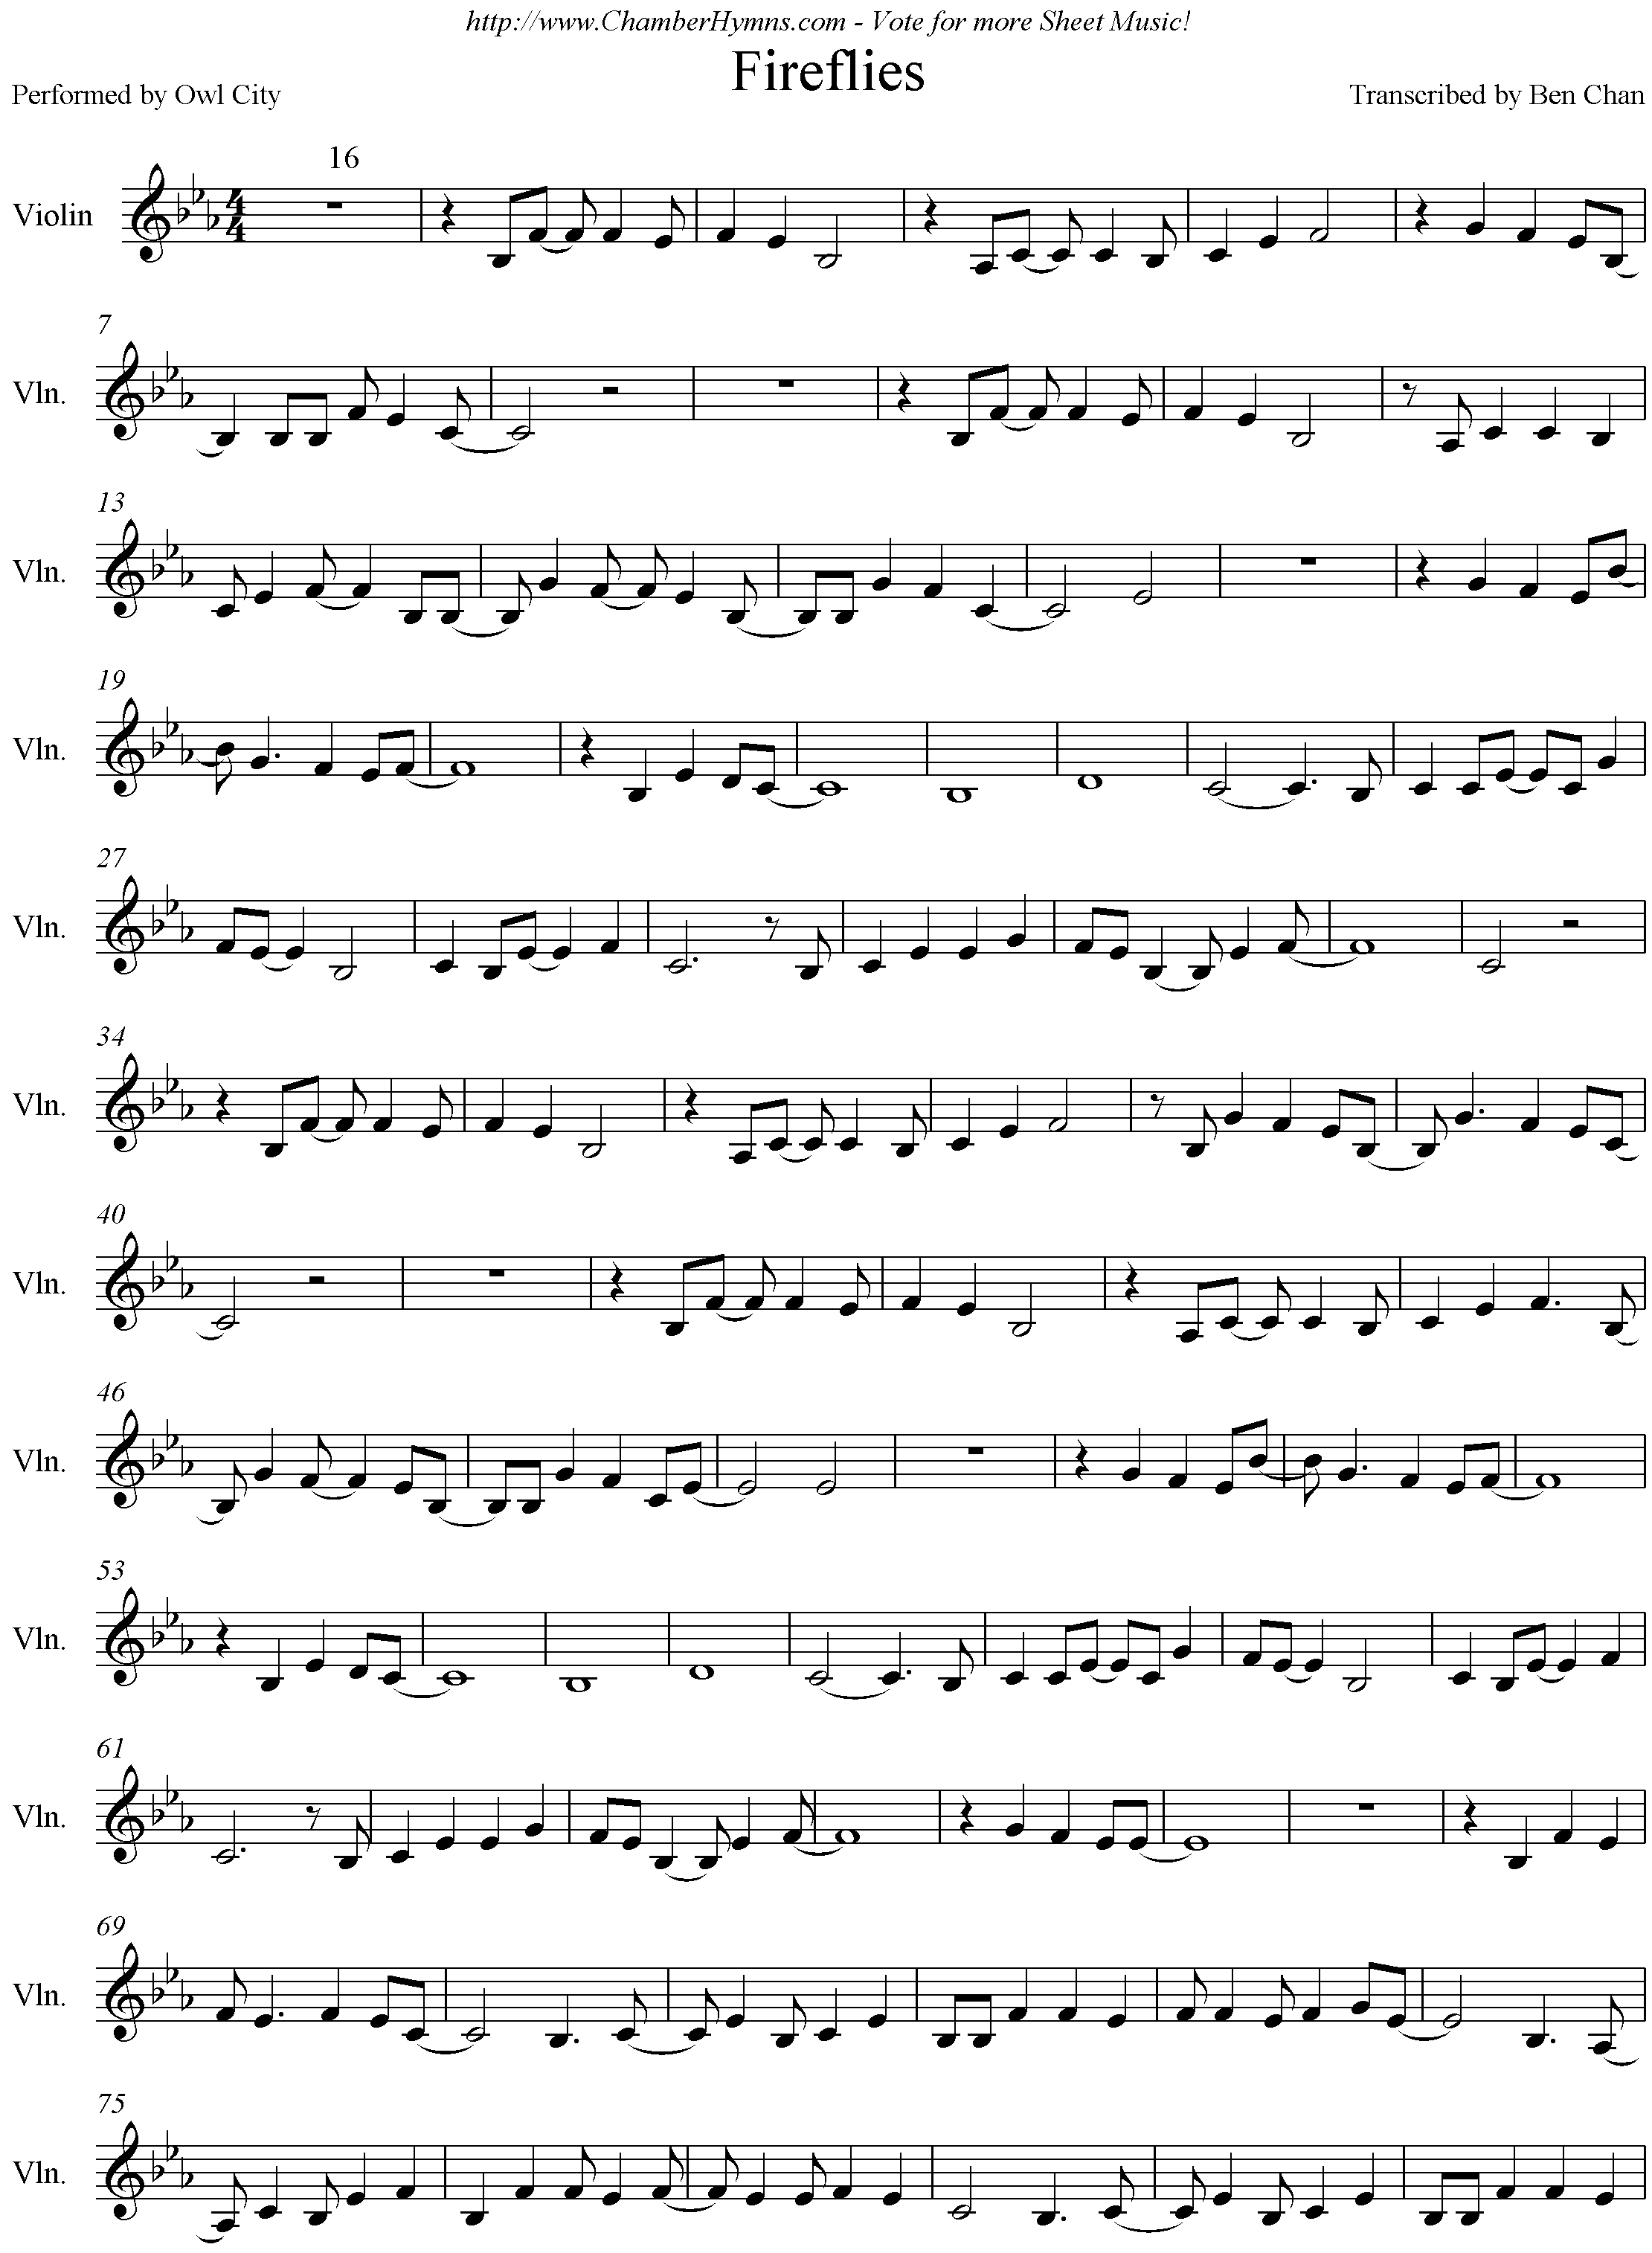 http://www.ChamberHymns.com - Vote for more Sheet Music!
Fireflies
Performed by Owl City
Transcribed by Ben Chan
16
Violin
4
4
7
Vln.
13
Vln.
19
Vln.
27
Vln.
34
Vln.
40
Vln.
46
Vln.
53
Vln.
61
Vln.
69
Vln.
75
Vln.